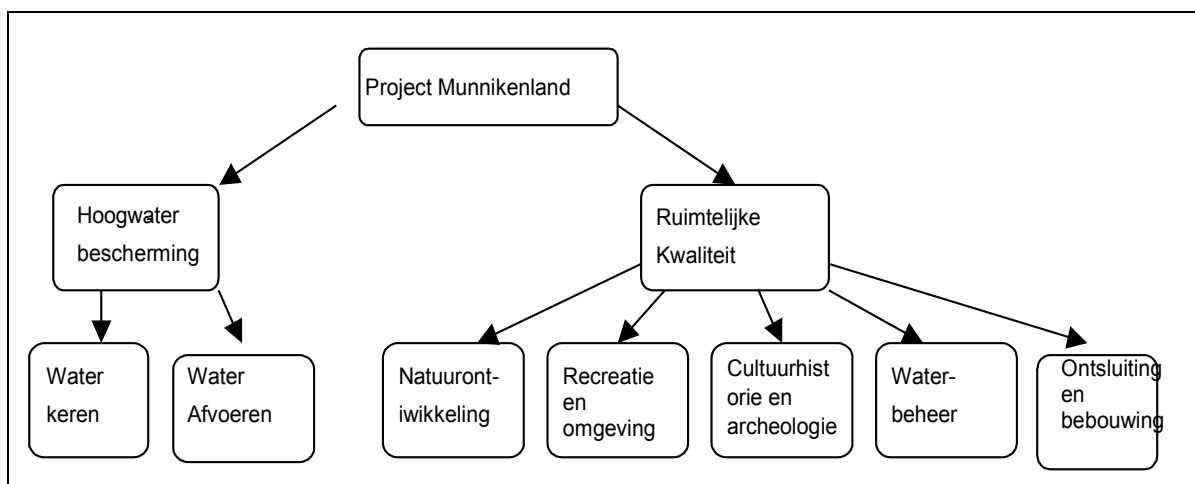 Project Munnikenland
Hoogwater
bescherming
Ruimtelijke
Kwaliteit
Water
keren
Water
Afvoeren
Natuuront-
iwikkeling
Recreatie
en
omgeving
Cultuurhist
orie en
archeologie
Water-
beheer
Ontsluiting
en
bebouwing